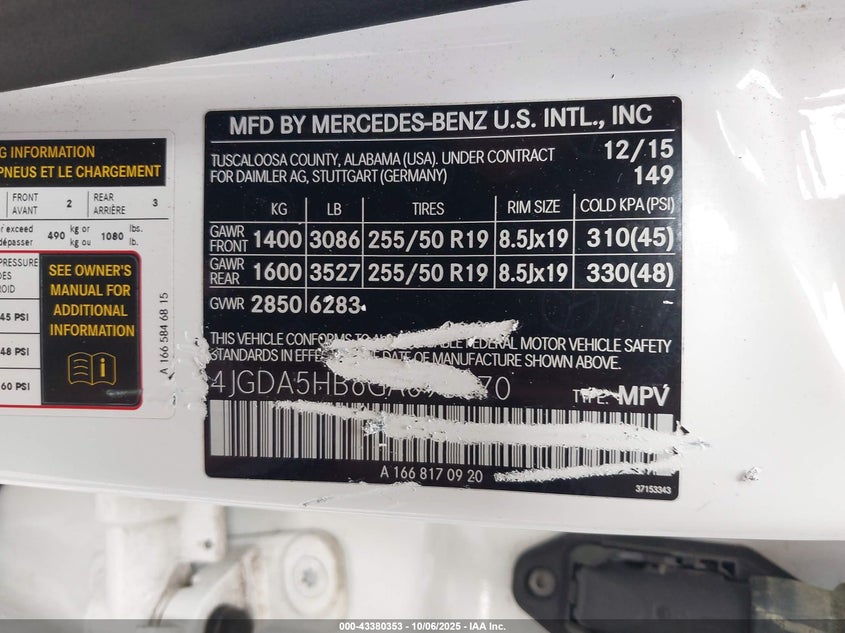 G INFORMATION
PNEUS ET LE CHARGEMENT
FRONT
AVANT 2 REAR
ARRIÈRE 3
er exceed
dépasser 490 kg or
kg ou 1080 lbs.
lb.
PRESSURE
DES
ROID
45 PSI
48 PSI
60 PSI
SEE OWNER'S
MANUAL FOR
ADDITIONAL
INFORMATION
A 166 584 68 15
MFD BY MERCEDES-BENZ U.S. INTL., INC
TUSCALOOSA COUNTY, ALABAMA (USA). UNDER CONTRACT 12/15
FOR DAIMLER AG, STUTTGART (GERMANY) 149
KG LB TIRES RIM SIZE COLD KPA (PSI)
GAWR
FRONT 1400 3086 255/50 R19 8.5Jx19 310(45)
GAWR
REAR 1600 3527 255/50 R19 8.5Jx19 330(48)
GVWR 2850 6283
THIS VEHICLE CONFORMS TO FEDERAL MOTOR VEHICLE SAFETY
STANDARDS IN DATE OF MANUFACTURE SHOWN ABOVE.
TYPE: MPV
A 166 817 09 20
37153343
000-43380353 - 10/06/2025 - IAA Inc.